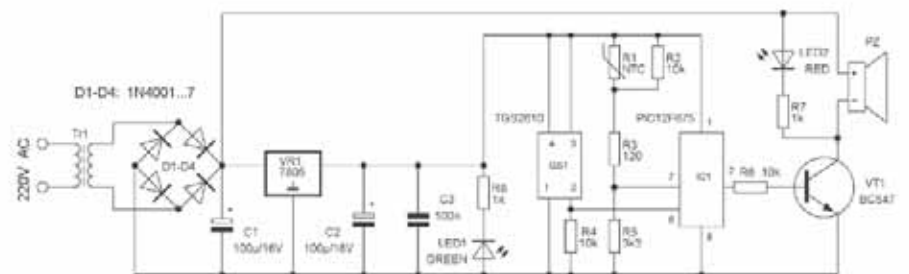 D1-D4: 1N4001...7
220V AC
Tr1
D1-D4
VR1
7805
C1
100µ/16V
C2
100µ/16V
C3
100n
R8
1k
LED1
GREEN
TGS2610
GS1
4
3
1
2
R1
NTC
R2
10k
R3
120
R4
10k
R5
3k3
PIC12F675
IC1
1
7
6
8
7
R6 10k
LED2
RED
R7
1k
PZ
VT1
BC547